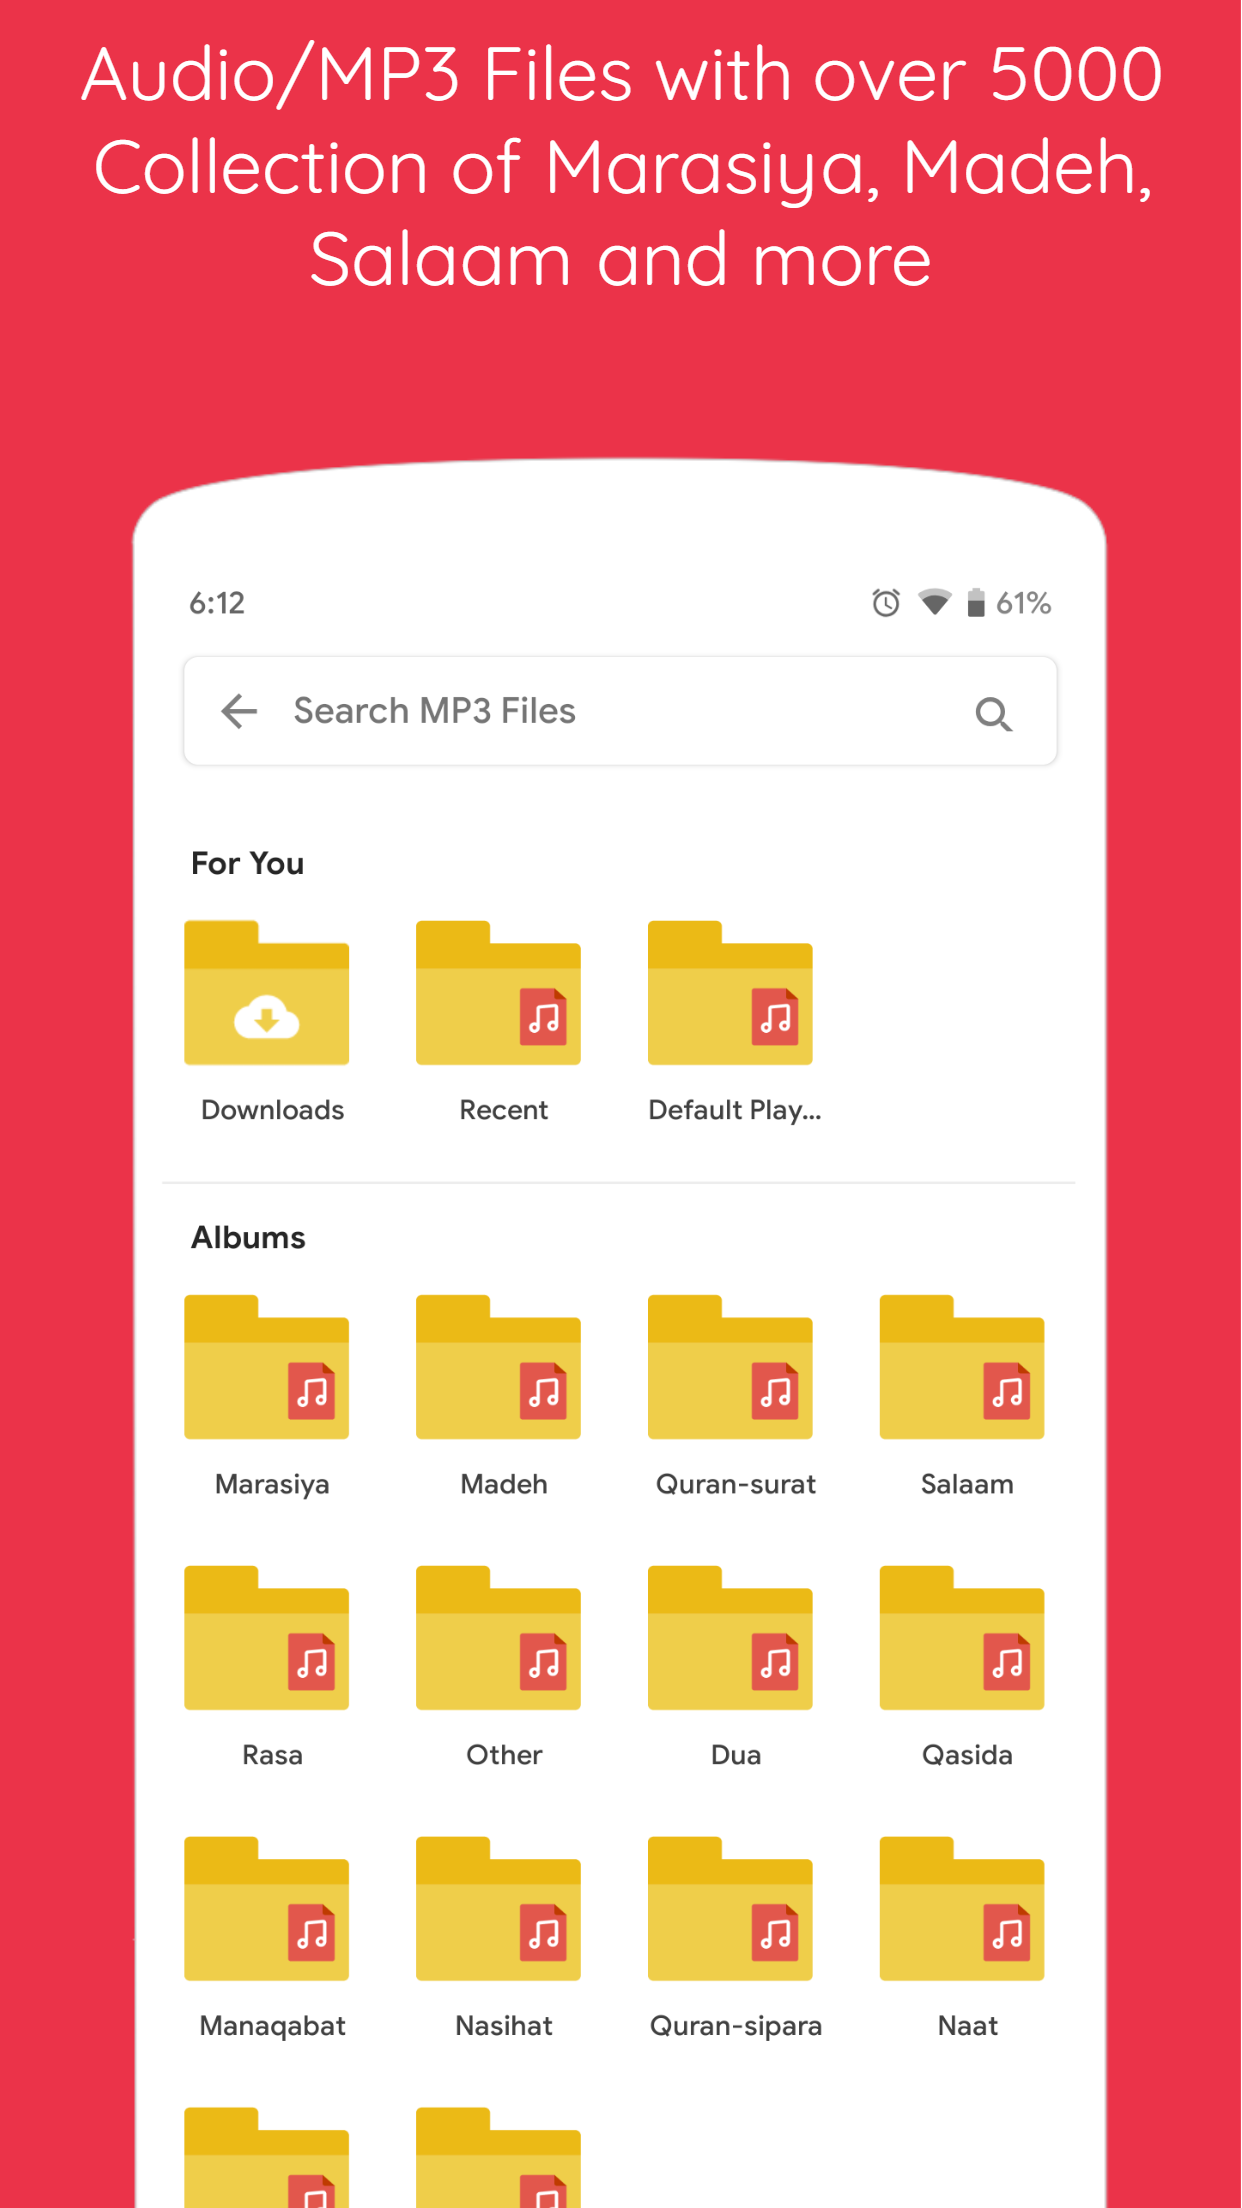 Audio/MP3 Files with over 5000
Collection of Marasiya, Madeh,
Salaam and more
6:12 61%
Search MP3 Files
For You
Downloads Recent Default Play...
Albums
Marasiya Madeh Quran-surat Salaam
Rasa Other Dua Qasida
Manaqabat Nasihat Quran-sipara Naat